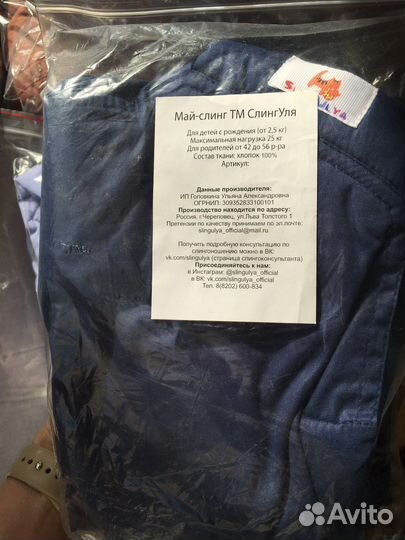 SLINGULYA
Май-слинг ТМ СлингУля
Для детей с рождения (от 2,5 кг)
Максимальная нагрузка 25 кг
Для родителей от 42 до 56 р-ра
Состав ткани: хлопок 100%
Артикул:
Данные производителя:
ИП Головкина Ульяна Александровна
ОГРНИП: 309352833100101
Производство находится по адресу:
Россия, г.Череповец, ул.Льва Толстого 1
Претензии по качеству принимаем по эл.почте:
slingulya_official@mail.ru
Получить подробную консультацию по
слингоношению можно в ВК:
vk.com/slingulya (страница слингоконсультанта)
Присоединяйтесь к нам:
в Инстаграм: @slingulya_official
в ВК: vk.com/slingulya_official
Тел. 8(8202) 600-834
Avito